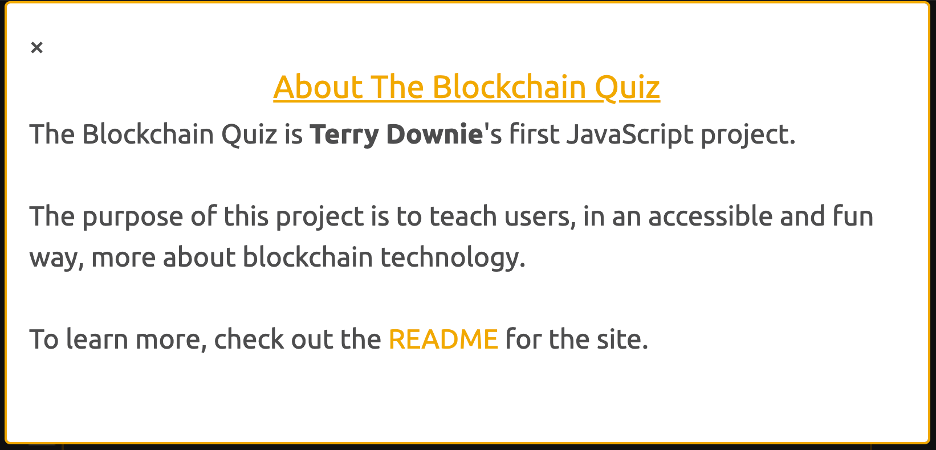 ×
About The Blockchain Quiz
The Blockchain Quiz is Terry Downie's first JavaScript project.
The purpose of this project is to teach users, in an accessible and fun
way, more about blockchain technology.
To learn more, check out the README for the site.